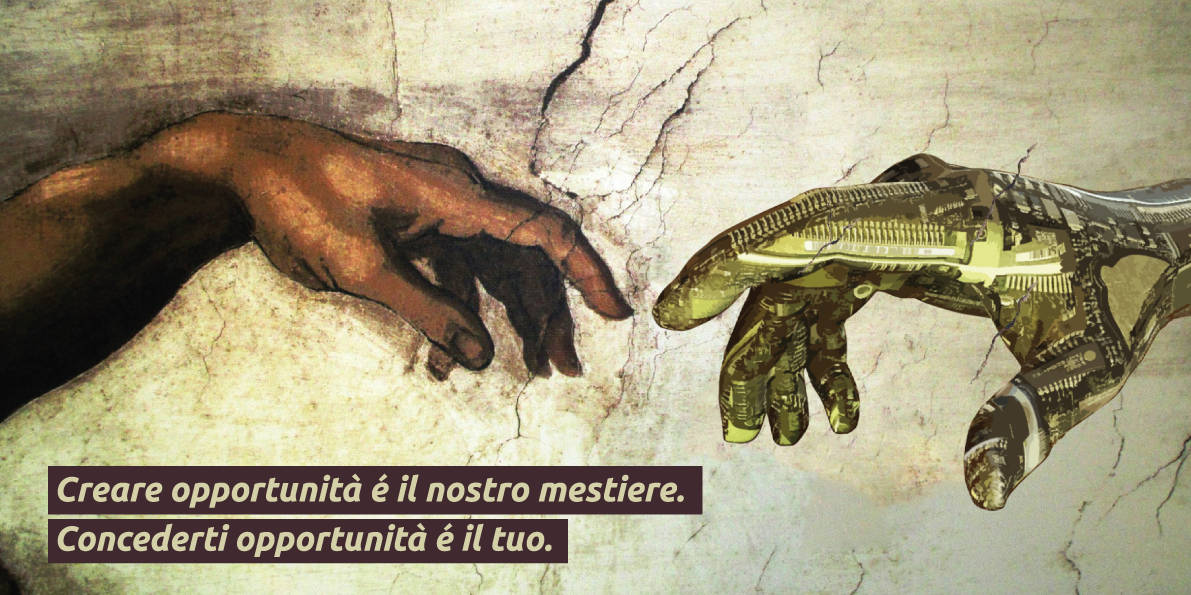 Creare opportunità é il nostro mestiere.
Concederti opportunità é il tuo.